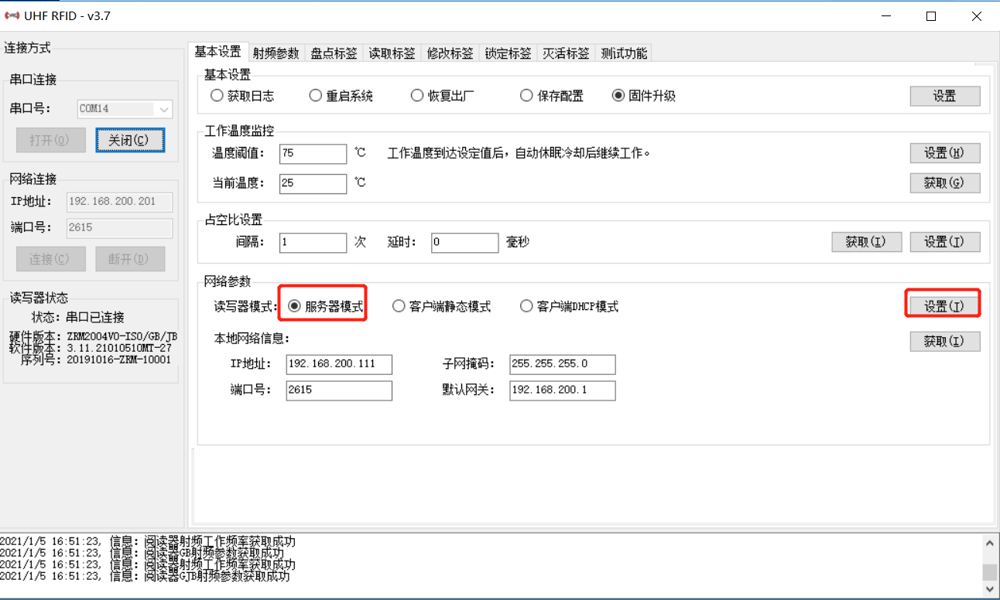 UHF RFID - v3.7
连接方式
串口连接
串口号: COM14
打开(O) 关闭(C)
网络连接
IP地址: 192.168.200.201
端口号: 2615
连接(C) 断开(D)
读写器状态
状态: 串口已连接
硬件版本: ZRM2004V0-ISO/GB/JB
软件版本: 3.11.21010510MT-27
序列号: 20191016-ZRM-10001
基本设置 射频参数 盘点标签 读取标签 修改标签 锁定标签 灭活标签 测试功能
基本设置
获取日志 重启系统 恢复出厂 保存配置 固件升级 设置
工作温度监控
温度阈值: 75 ℃ 工作温度到达设定值后,自动休眠冷却后继续工作。 设置(H)
当前温度: 25 ℃ 获取(G)
占空比设置
间隔: 1 次 延时: 0 毫秒 获取(I) 设置(I)
网络参数
读写器模式: 服务器模式 客户端静态模式 客户端DHCP模式 设置(I)
本地网络信息: 获取(I)
IP地址: 192.168.200.111 子网掩码: 255.255.255.0
端口号: 2615 默认网关: 192.168.200.1
2021/1/5 16:51:23, 信息: 阅读器射频工作频率获取成功
2021/1/5 16:51:23, 信息: 阅读器GB射频参数获取成功
2021/1/5 16:51:23, 信息: 阅读器射频工作频率获取成功
2021/1/5 16:51:23, 信息: 阅读器GJB射频参数获取成功